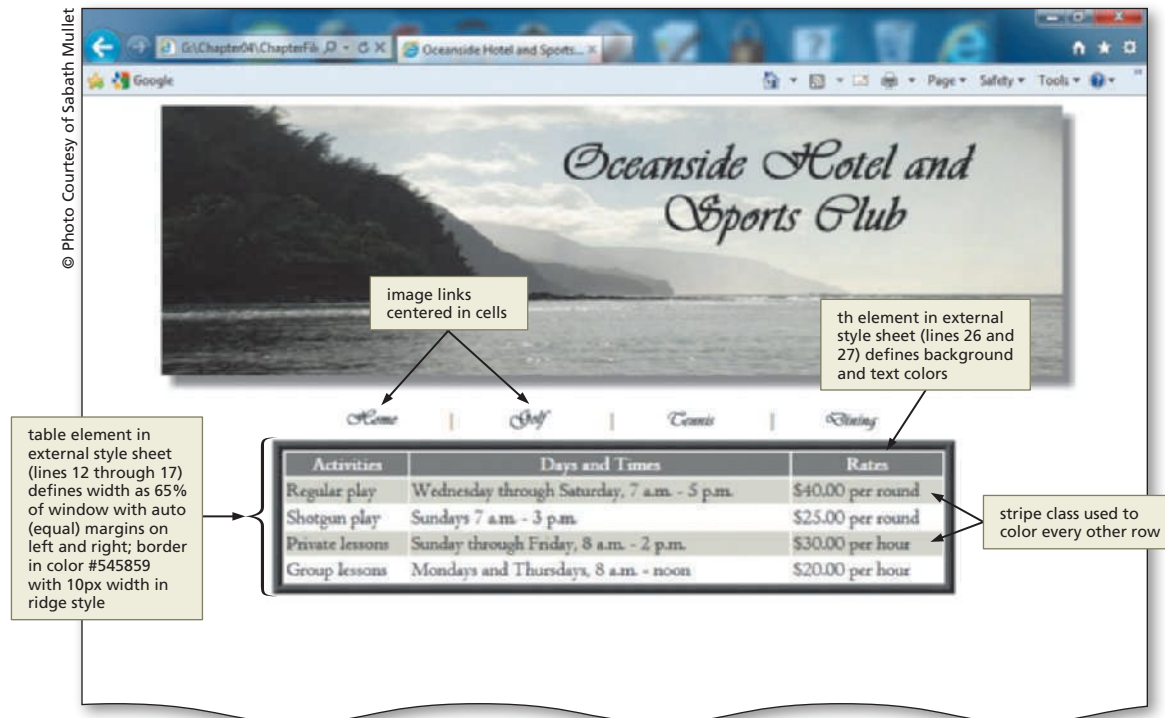 © Photo Courtesy of Sabath Mullet
G:\Chapter04\ChapterFile
Oceanside Hotel and Sports...
Google
Page
Safety
Tools
Oceanside Hotel and
Sports Club
image links
centered in cells
th element in external
style sheet (lines 26 and
27) defines background
and text colors
Home | Golf | Tennis | Dining
table element in
external style sheet
(lines 12 through 17)
defines width as 65%
of window with auto
(equal) margins on
left and right; border
in color #545859
with 10px width in
ridge style
Activities Days and Times Rates
Regular play Wednesday through Saturday, 7 a.m. - 5 p.m. $40.00 per round
Shotgun play Sundays 7 a.m. - 3 p.m. $25.00 per round
Private lessons Sunday through Friday, 8 a.m. - 2 p.m. $30.00 per hour
Group lessons Mondays and Thursdays, 8 a.m. - noon $20.00 per hour
stripe class used to
color every other row